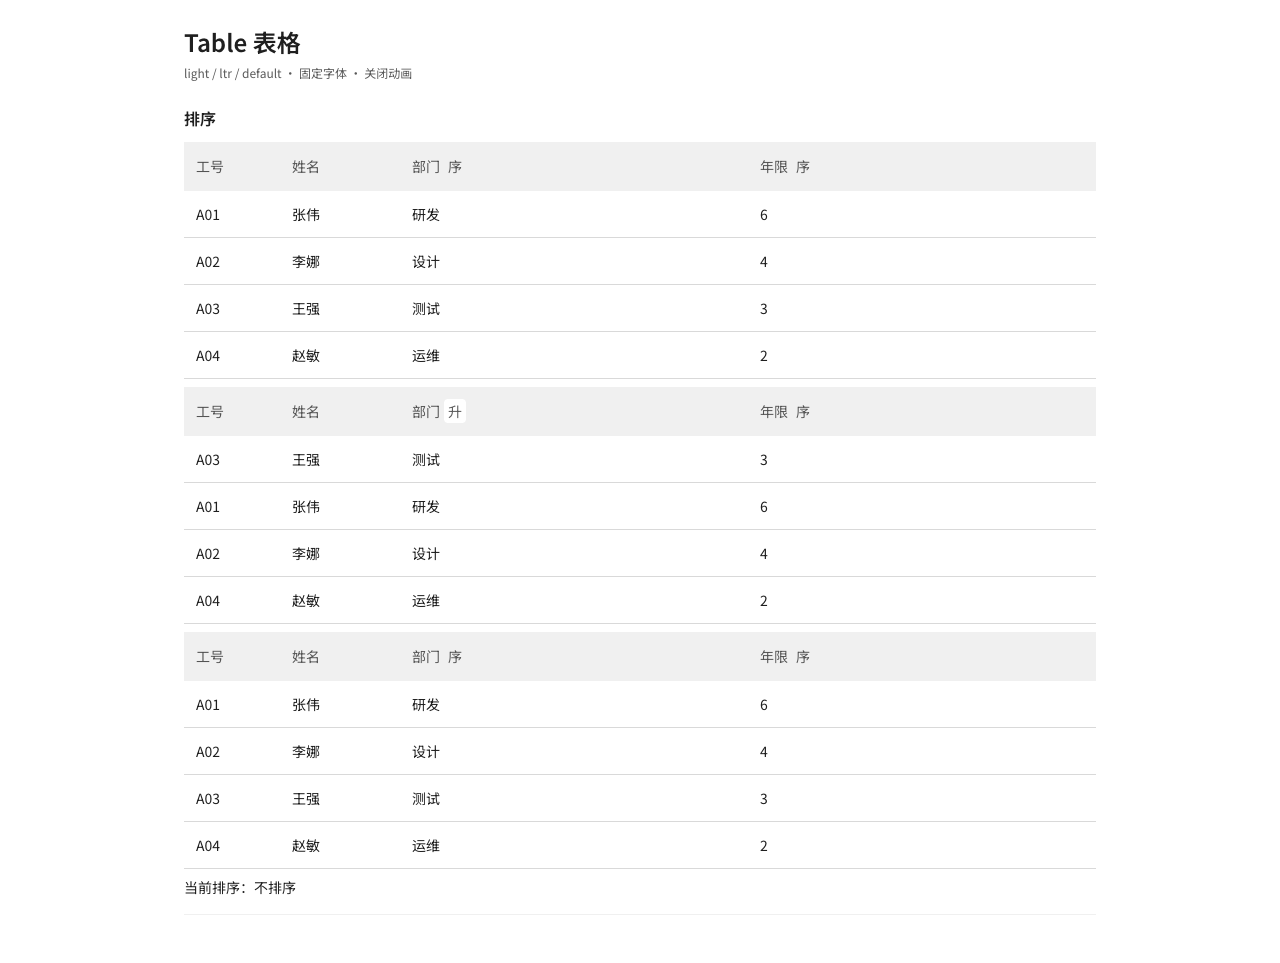 Table 表格
light / ltr / default ・ 固定字体 ・ 关闭动画
排序
工号 姓名 部门 序 年限 序
A01 张伟 研发 6
A02 李娜 设计 4
A03 王强 测试 3
A04 赵敏 运维 2
工号 姓名 部门 升 年限 序
A03 王强 测试 3
A01 张伟 研发 6
A02 李娜 设计 4
A04 赵敏 运维 2
工号 姓名 部门 序 年限 序
A01 张伟 研发 6
A02 李娜 设计 4
A03 王强 测试 3
A04 赵敏 运维 2
当前排序：不排序